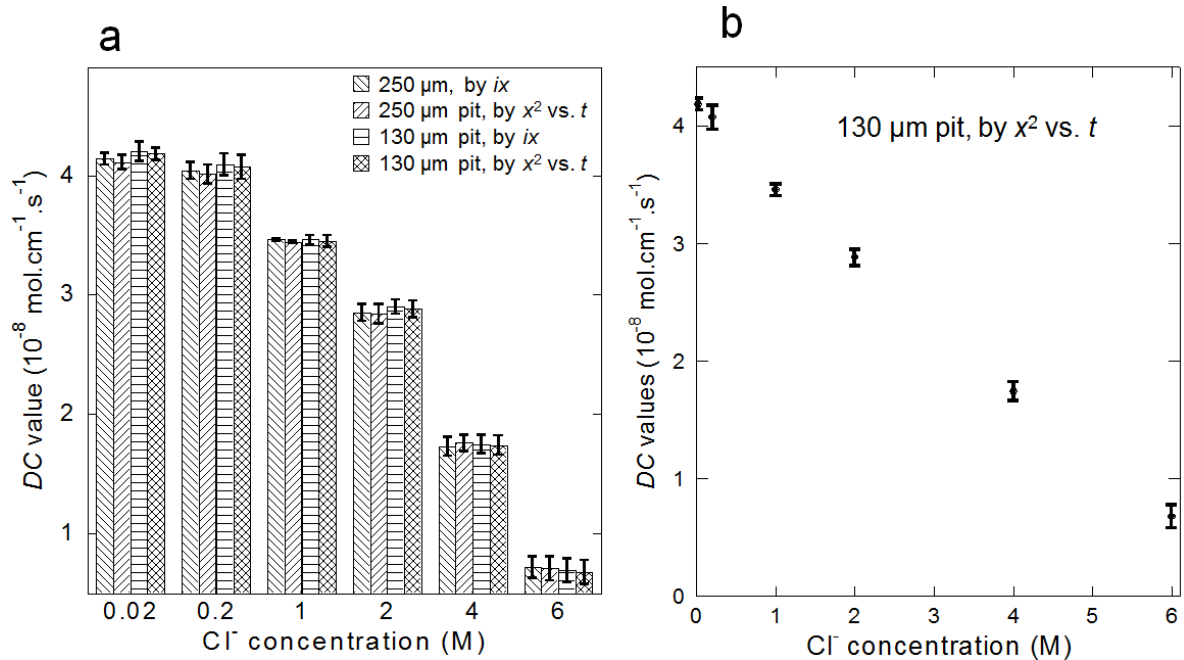 a
250 µm, by ix
250 µm pit, by x² vs. t
130 µm pit, by ix
130 µm pit, by x² vs. t
DC value (10⁻⁸ mol.cm⁻¹.s⁻¹)
4
3
2
1
0.02 0.2 1 2 4 6
Cl⁻ concentration (M)
b
130 µm pit, by x² vs. t
DC values (10⁻⁸ mol.cm⁻¹.s⁻¹)
4
3
2
1
0
0 1 2 3 4 5 6
Cl⁻ concentration (M)